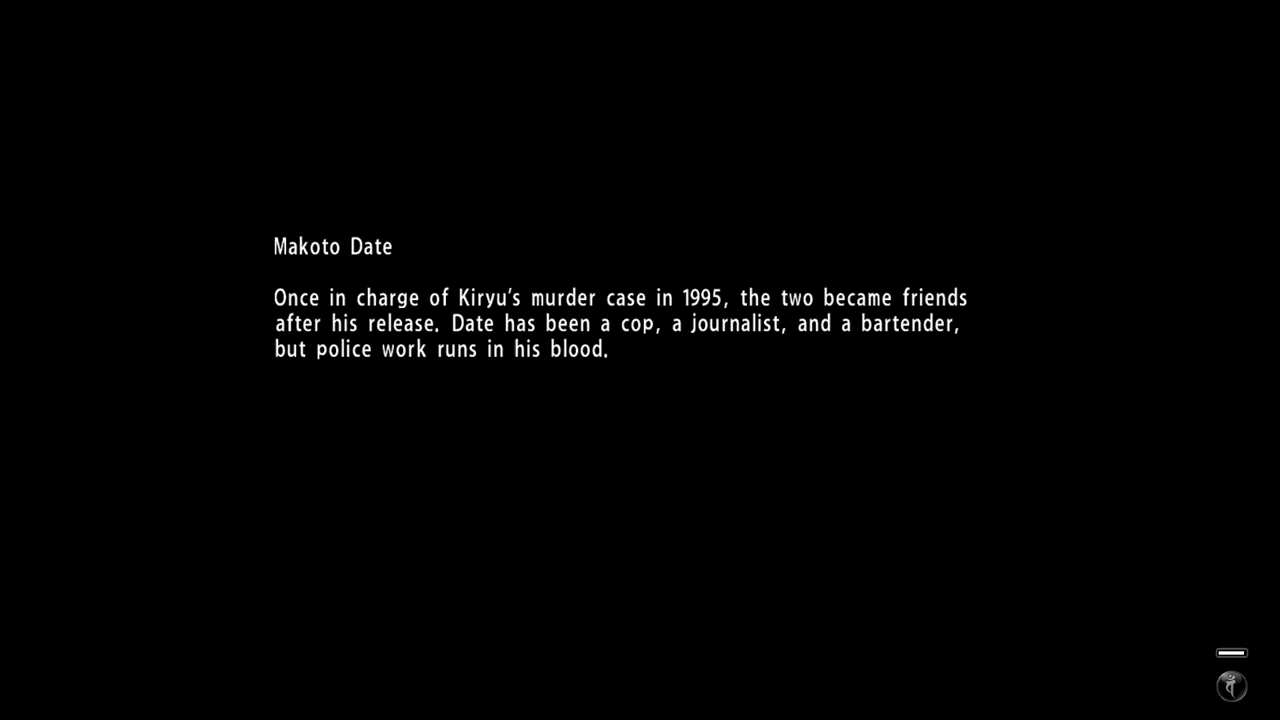 Makoto Date
Once in charge of Kiryu's murder case in 1995, the two became friends
after his release. Date has been a cop, a journalist, and a bartender,
but police work runs in his blood.